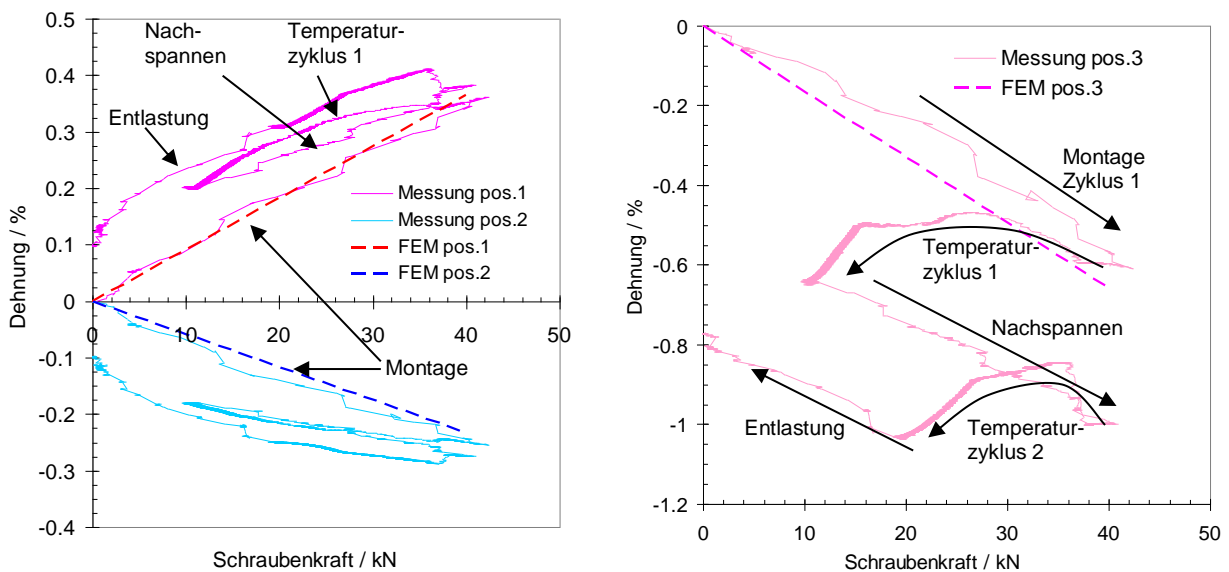 0.5
0.4
0.3
0.2
0.1
0
-0.1
-0.2
-0.3
-0.4
Dehnung / %
0
10
20
30
40
50
Schraubenkraft / kN
Nach-
spannen
Temperatur-
zyklus 1
Entlastung
Messung pos.1
Messung pos.2
FEM pos.1
FEM pos.2
Montage
0
-0.2
-0.4
-0.6
-0.8
-1
-1.2
Dehnung / %
0
10
20
30
40
50
Schraubenkraft / kN
Messung pos.3
FEM pos.3
Montage
Zyklus 1
Temperatur-
zyklus 1
Nachspannen
Entlastung
Temperatur-
zyklus 2